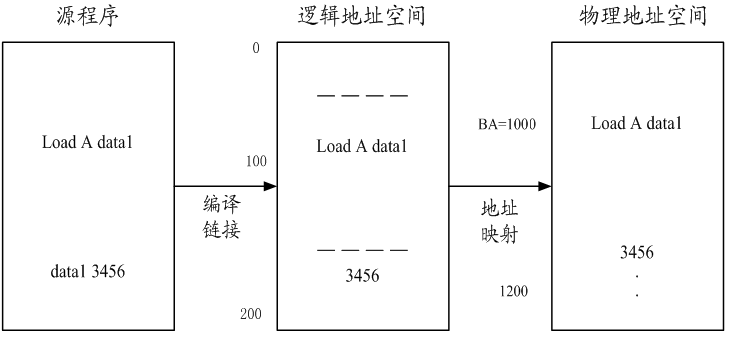 源程序
逻辑地址空间
物理地址空间
0
Load A data1
Load A data1
BA=1000
Load A data1
100
编译
链接
地址
映射
data1 3456
3456
3456
200
1200